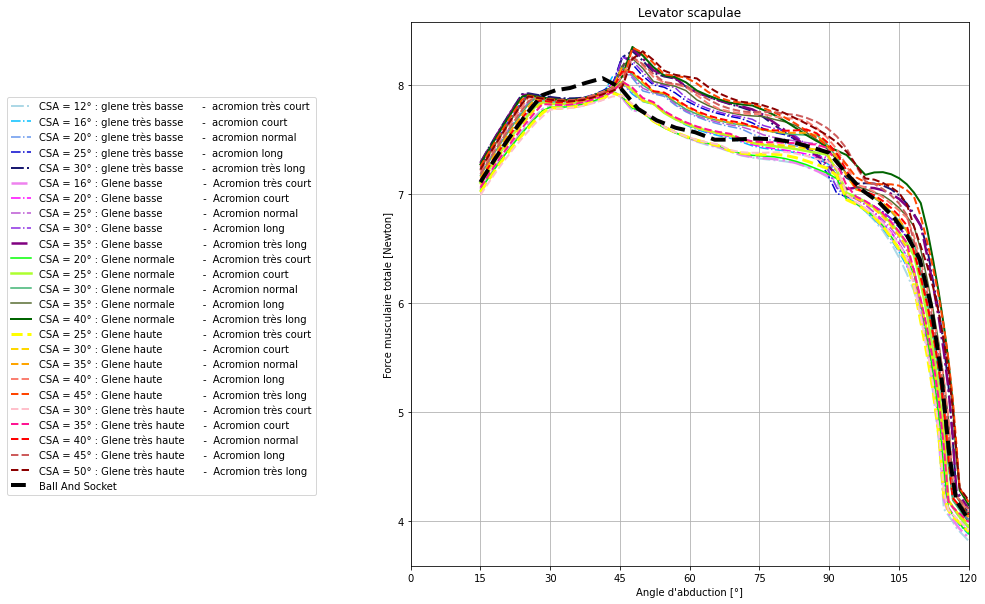 Levator scapulae
CSA = 12° : glene très basse - acromion très court
CSA = 16° : glene très basse - acromion court
CSA = 20° : glene très basse - acromion normal
CSA = 25° : glene très basse - acromion long
CSA = 30° : glene très basse - acromion très long
CSA = 16° : Glene basse - Acromion très court
CSA = 20° : Glene basse - Acromion court
CSA = 25° : Glene basse - Acromion normal
CSA = 30° : Glene basse - Acromion long
CSA = 35° : Glene basse - Acromion très long
CSA = 20° : Glene normale - Acromion très court
CSA = 25° : Glene normale - Acromion court
CSA = 30° : Glene normale - Acromion normal
CSA = 35° : Glene normale - Acromion long
CSA = 40° : Glene normale - Acromion très long
CSA = 25° : Glene haute - Acromion très court
CSA = 30° : Glene haute - Acromion court
CSA = 35° : Glene haute - Acromion normal
CSA = 40° : Glene haute - Acromion long
CSA = 45° : Glene haute - Acromion très long
CSA = 30° : Glene très haute - Acromion très court
CSA = 35° : Glene très haute - Acromion court
CSA = 40° : Glene très haute - Acromion normal
CSA = 45° : Glene très haute - Acromion long
CSA = 50° : Glene très haute - Acromion très long
Ball And Socket
Force musculaire totale [Newton]
8
7
6
5
4
0 15 30 45 60 75 90 105 120
Angle d'abduction [°]